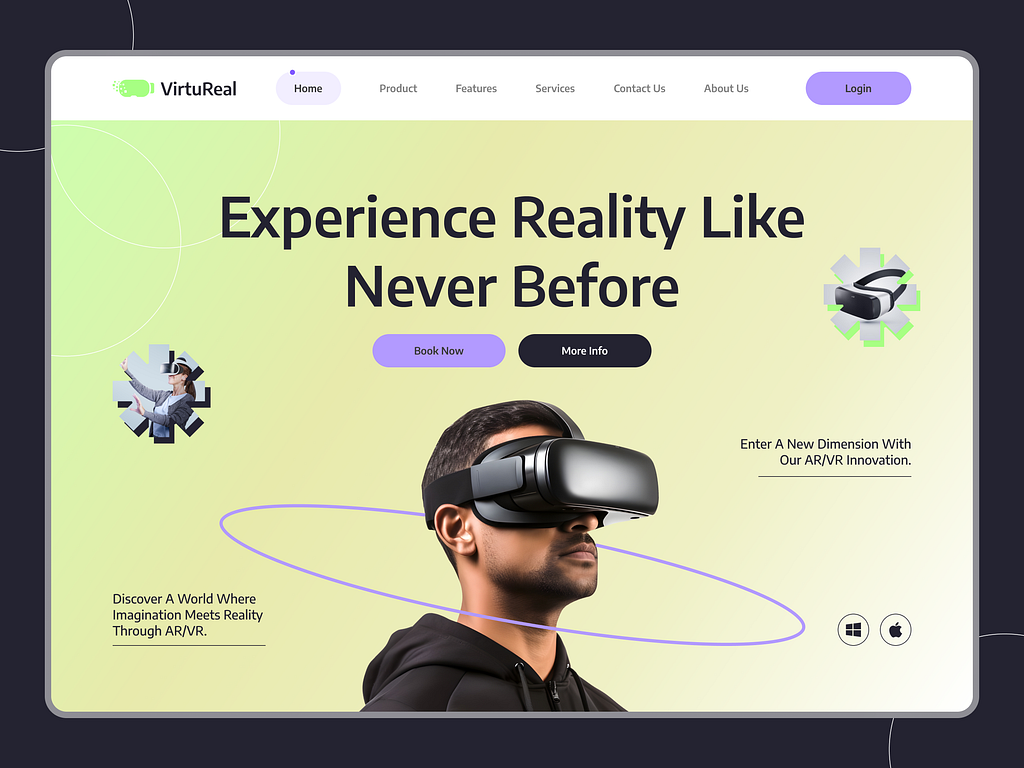 VirtuReal
Home
Product
Features
Services
Contact Us
About Us
Login
Experience Reality Like
Never Before
Book Now
More Info
Enter A New Dimension With
Our AR/VR Innovation.
Discover A World Where
Imagination Meets Reality
Through AR/VR.